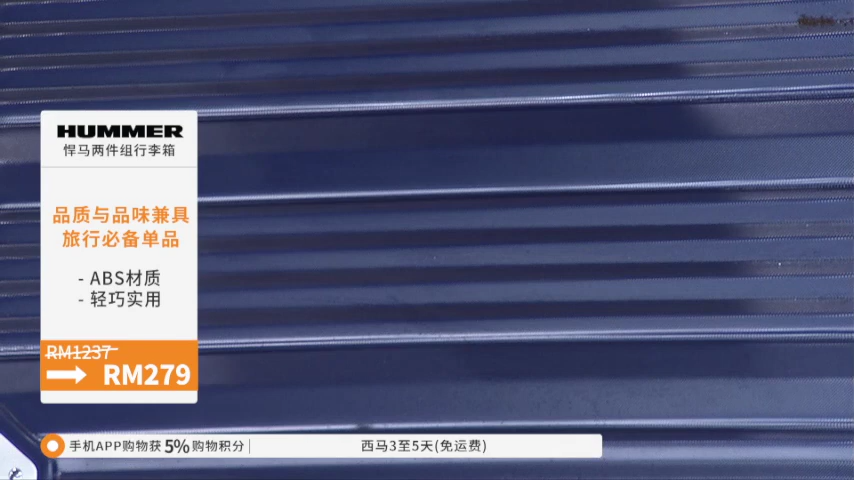 HUMMER
悍马两件组行李箱
品质与品味兼具
旅行必备单品
- ABS材质
- 轻巧实用
RM1237
RM279
手机APP购物获5%购物积分
西马3至5天(免运费)